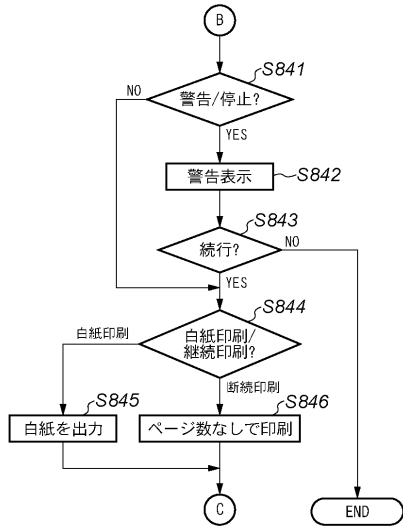 B
S841
警告/停止?
NO
YES
警告表示
S842
S843
続行?
NO
YES
S844
白紙印刷/
継続印刷?
白紙印刷
断続印刷
S845
白紙を出力
S846
ページ数なしで印刷
C
END